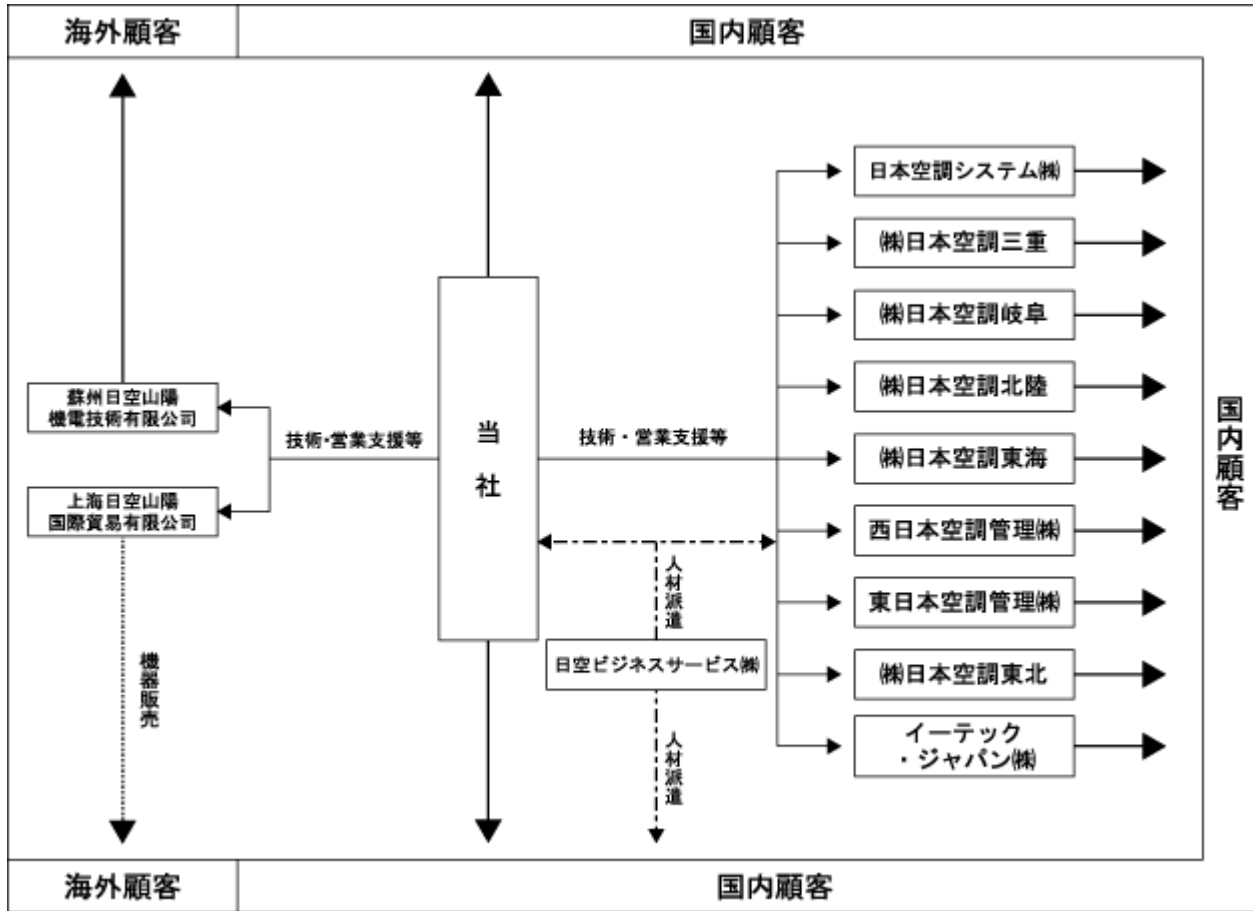 海外顧客
国内顧客
日本空調システム㈱
㈱日本空調三重
㈱日本空調岐阜
㈱日本空調北陸
蘇州日空山陽
機電技術有限公司
技術・営業支援等
当社
技術・営業支援等
㈱日本空調東海
国内顧客
上海日空山陽
国際貿易有限公司
西日本空調管理㈱
人材派遣
東日本空調管理㈱
機器販売
日空ビジネスサービス㈱
㈱日本空調東北
人材派遣
イーテック
・ジャパン㈱
海外顧客
国内顧客